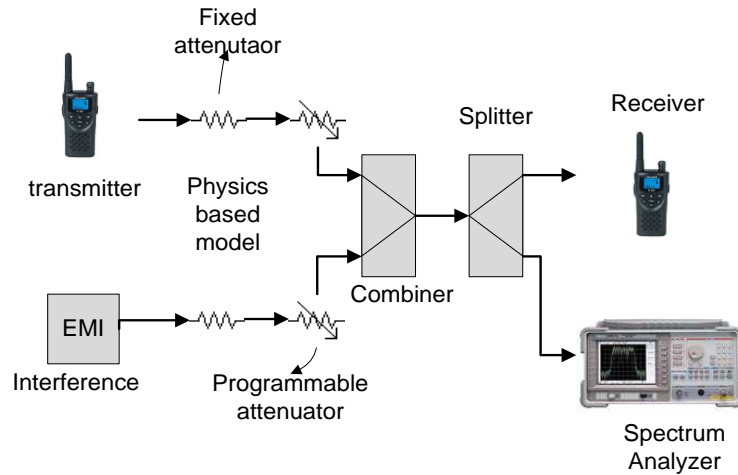 Fixed
attenutaor
Receiver
Splitter
transmitter
Physics
based
model
Combiner
EMI
Interference
Programmable
attenuator
Spectrum
Analyzer